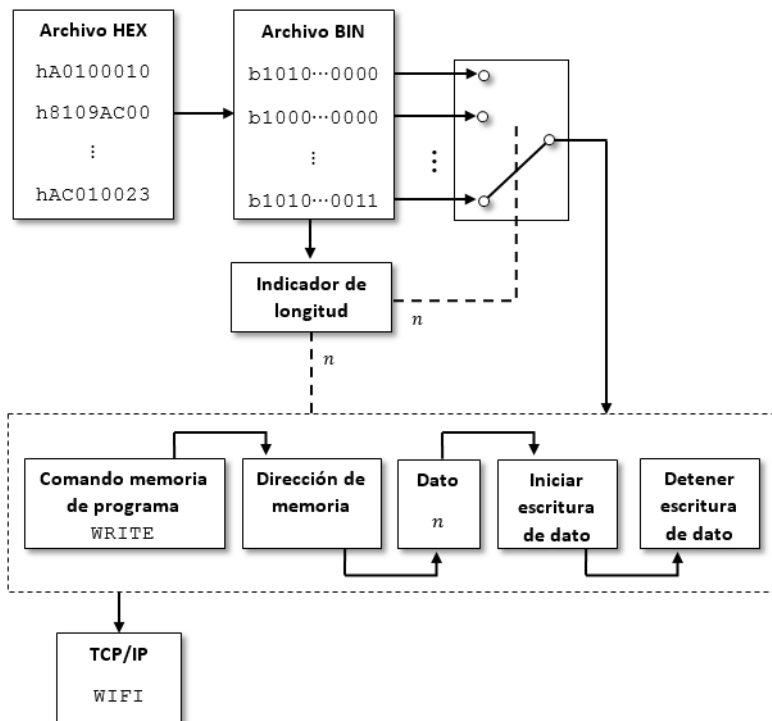 Archivo HEX
hA0100010
h8109AC00
⋮
hAC010023
Archivo BIN
b1010···0000
b1000···0000
⋮
b1010···0011
⋮
Indicador de
longitud
n
n
Comando memoria
de programa
WRITE
Dirección de
memoria
Dato
n
Iniciar
escritura
de dato
Detener
escritura
de dato
TCP/IP
WIFI